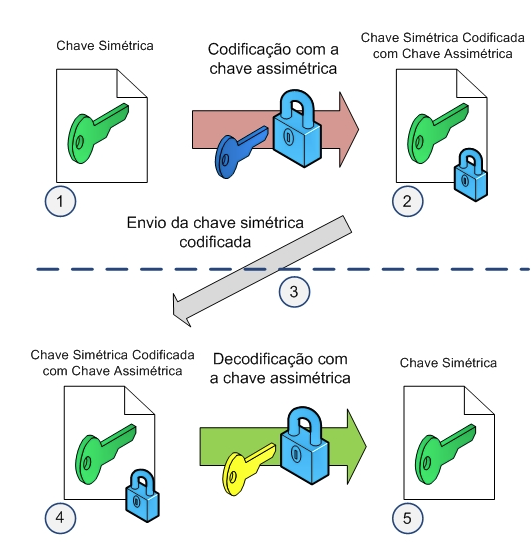 Chave Simétrica
Codificação com a
chave assimétrica
Chave Simétrica Codificada
com Chave Assimétrica
1
2
Envio da chave simétrica
codificada
3
Chave Simétrica Codificada
com Chave Assimétrica
Decodificação com
a chave assimétrica
Chave Simétrica
4
5